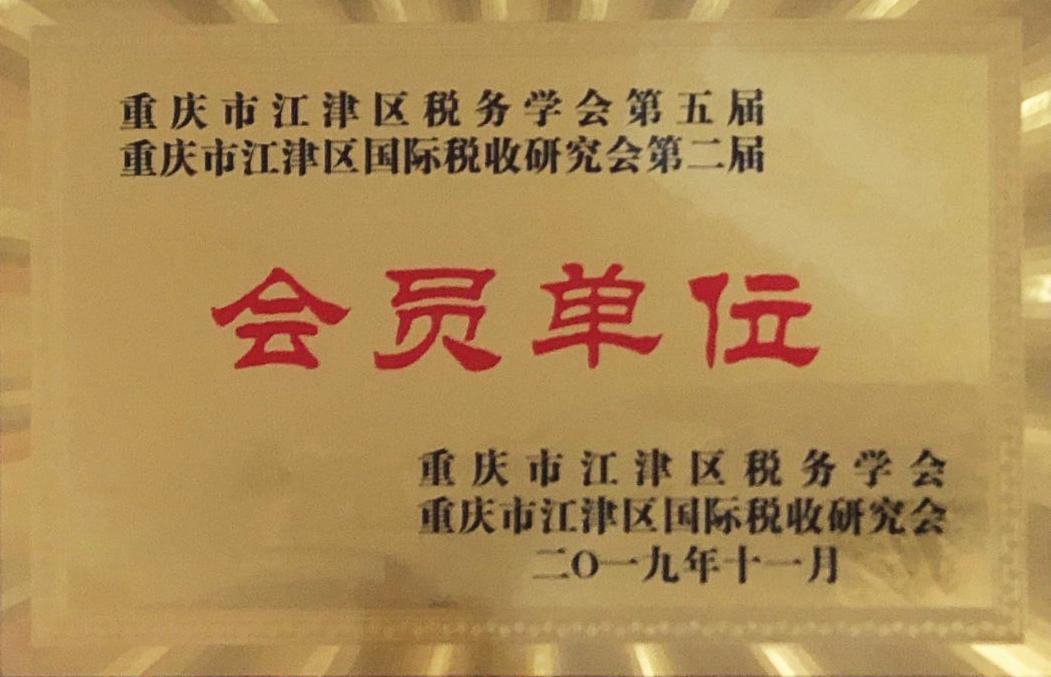 重庆市江津区税务学会第五届
重庆市江津区国际税收研究会第二届
会员单位
重庆市江津区税务学会
重庆市江津区国际税收研究会
二〇一九年十一月